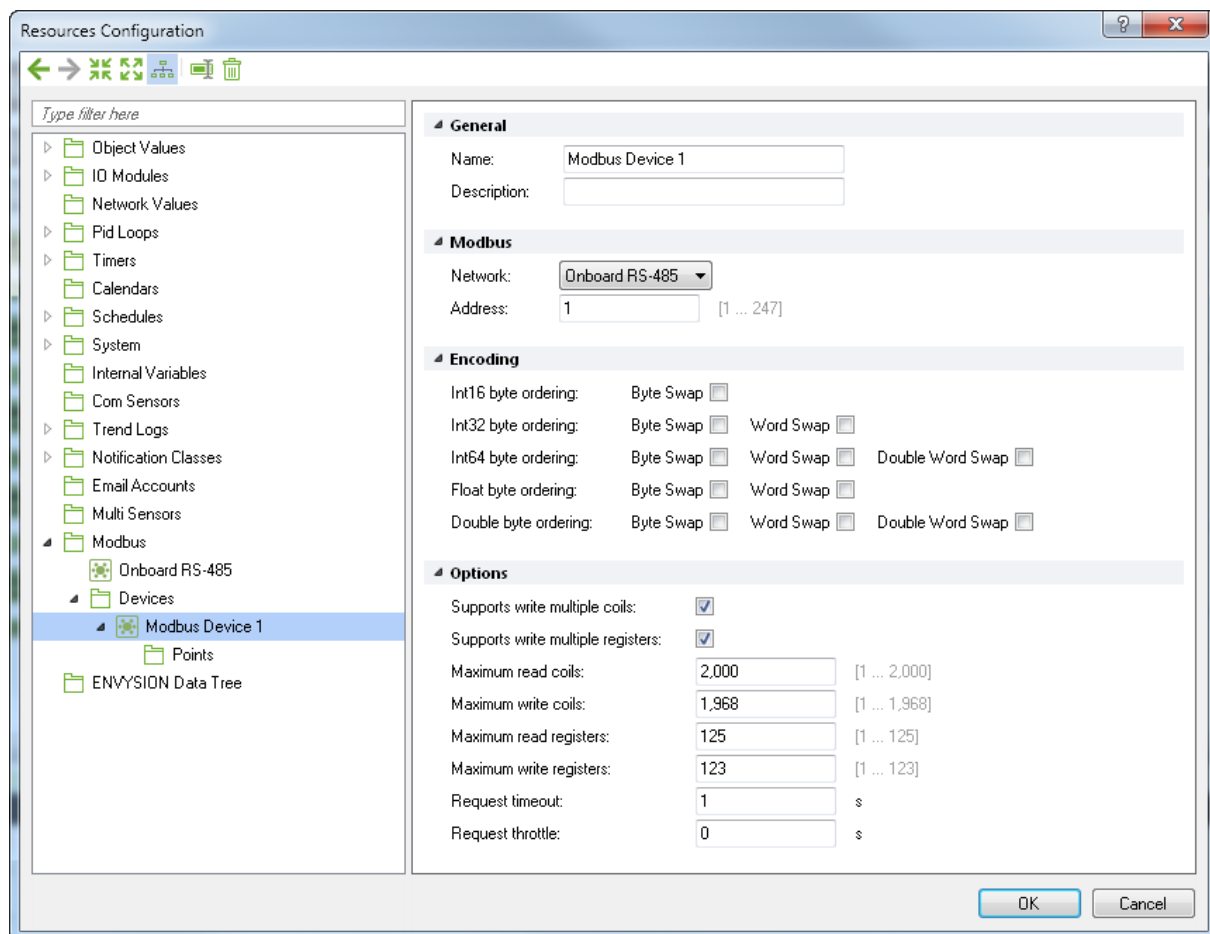 Resources Configuration
Type filter here
Object Values
IO Modules
Network Values
Pid Loops
Timers
Calendars
Schedules
System
Internal Variables
Com Sensors
Trend Logs
Notification Classes
Email Accounts
Multi Sensors
Modbus
Onboard RS-485
Devices
Modbus Device 1
Points
ENVYSION Data Tree
General
Name: Modbus Device 1
Description:
Modbus
Network: Onboard RS-485
Address: 1 [1 ... 247]
Encoding
Int16 byte ordering: Byte Swap
Int32 byte ordering: Byte Swap Word Swap
Int64 byte ordering: Byte Swap Word Swap Double Word Swap
Float byte ordering: Byte Swap Word Swap
Double byte ordering: Byte Swap Word Swap Double Word Swap
Options
Supports write multiple coils:
Supports write multiple registers:
Maximum read coils: 2,000 [1 ... 2,000]
Maximum write coils: 1,968 [1 ... 1,968]
Maximum read registers: 125 [1 ... 125]
Maximum write registers: 123 [1 ... 123]
Request timeout: 1 s
Request throttle: 0 s
OK Cancel